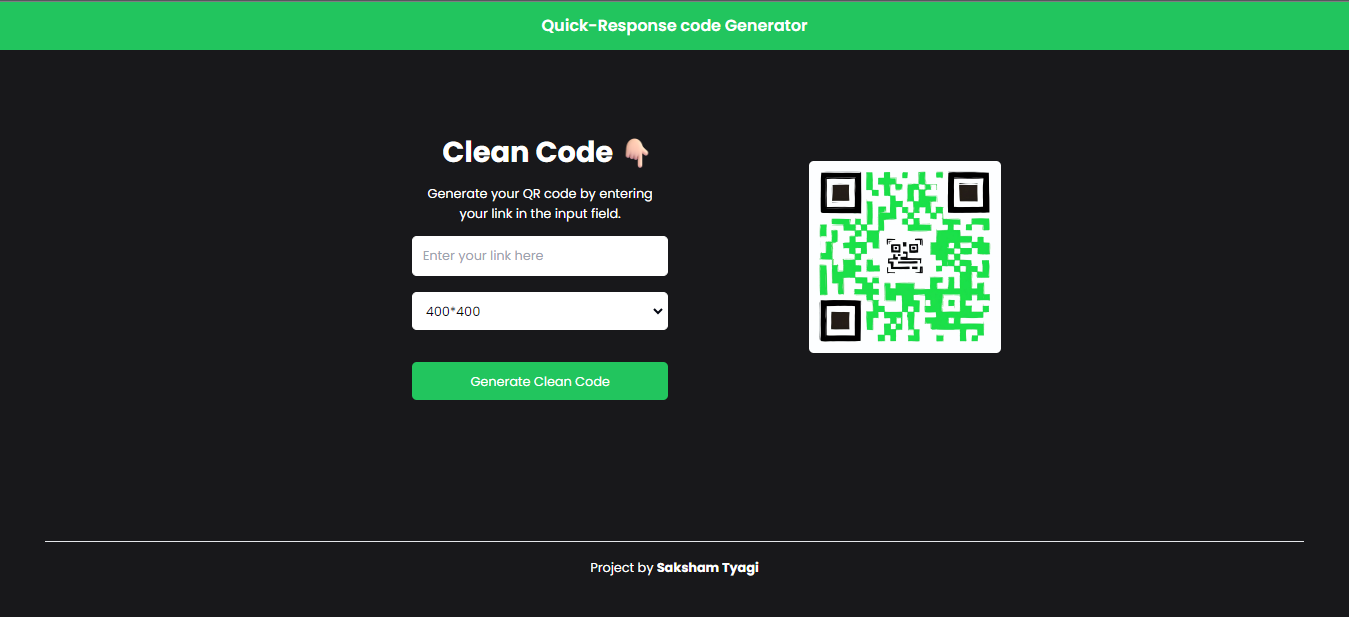 Quick-Response code Generator
Clean Code 👇🏻
Generate your QR code by entering
your link in the input field.
Enter your link here
400*400
Generate Clean Code
Project by Saksham Tyagi